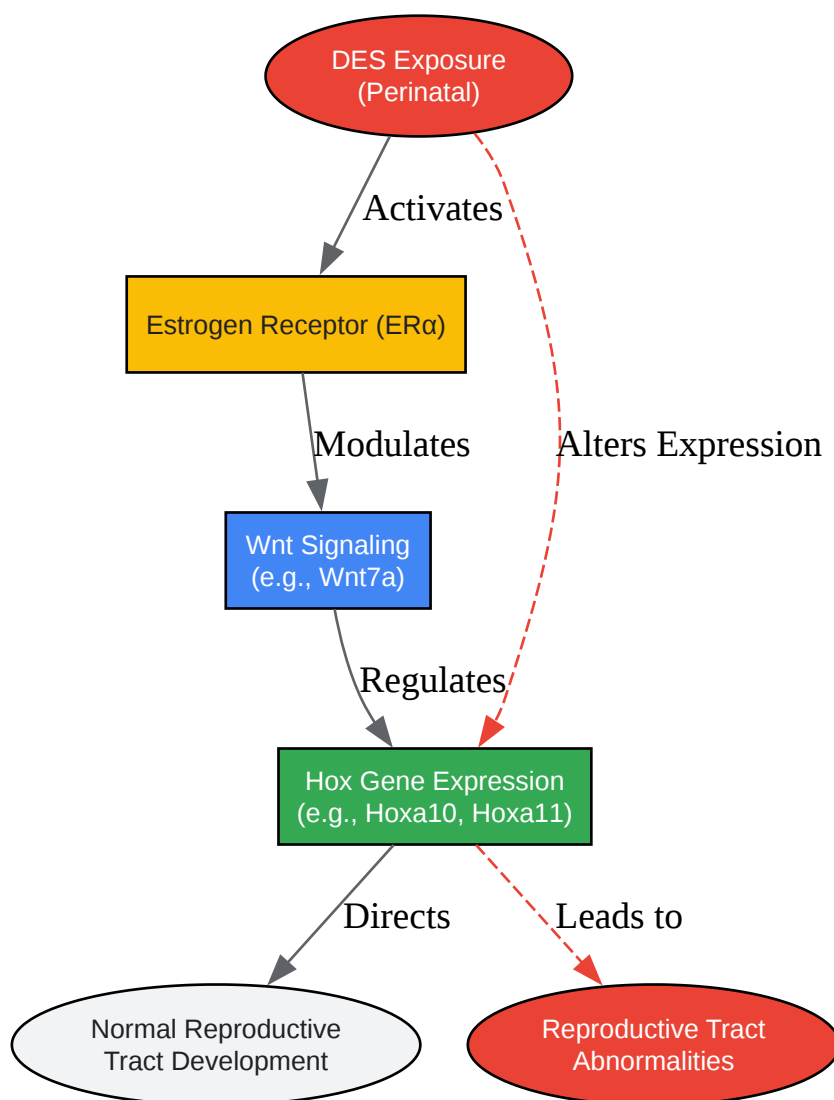 DES Exposure
(Perinatal)
Activates
Estrogen Receptor (ERα)
Modulates
Alters Expression
Wnt Signaling
(e.g., Wnt7a)
Regulates
Hox Gene Expression
(e.g., Hoxa10, Hoxa11)
Directs
Leads to
Normal Reproductive
Tract Development
Reproductive Tract
Abnormalities